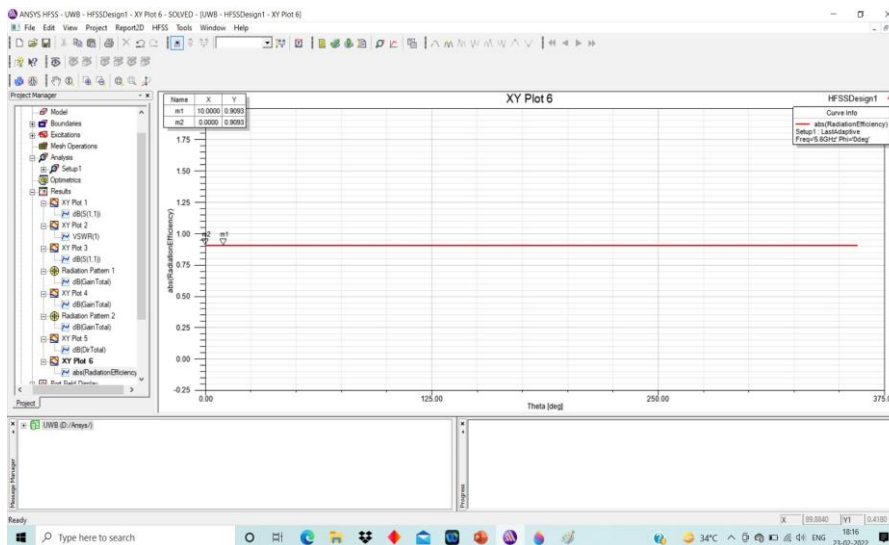 ANSYS HFSS - UWB - HFSSDesign1 - XY Plot 6 - SOLVED - [UWB - HFSSDesign1 - XY Plot 6]
File Edit View Project Report2D HFSS Tools Window Help
Project Manager
Model
Boundaries
Excitations
Mesh Operations
Analysis
Setup1
Optimetrics
Results
XY Plot 1
dB(S(1,1))
XY Plot 2
VSWR(1)
XY Plot 3
dB(S(1,1))
Radiation Pattern 1
dB(GainTotal)
XY Plot 4
dB(GainTotal)
Radiation Pattern 2
dB(GainTotal)
XY Plot 5
dB(DirTotal)
XY Plot 6
abs(RadiationEfficiency
Project
Name X Y
m1 10.0000 0.9093
m2 0.0000 0.9093
XY Plot 6
HFSSDesign1
Curve Info
abs(RadiationEfficiency)
Setup1 : LastAdaptive
Freq='5.6GHz' Phi='0deg'
abs(RadiationEfficiency)
1.75
1.50
1.25
1.00
0.75
0.50
0.25
0.00
-0.25
m2 m1
0.00 125.00 250.00 375.0
Theta [deg]
Message Manager
UWB (D:/Ansys/)
Progress
Ready
X 89.8840 Y1 0.4180
Type here to search
34°C
ENG
18:16
23-02-2022